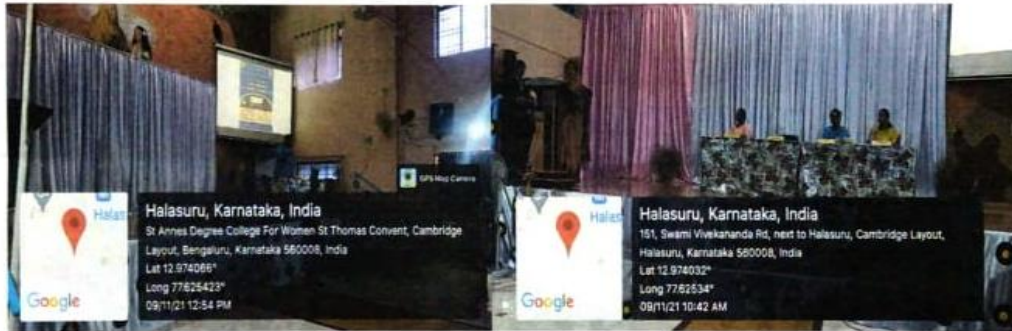 GPS Map Camera
Halas
Halasuru, Karnataka, India
St Annes Degree College For Women St Thomas Convent, Cambridge
Layout, Bengaluru, Karnataka 560008, India
Lat 12.974066°
Long 77.625423°
09/11/21 12:54 PM
Google
Hales
Halasuru, Karnataka, India
151, Swami Vivekananda Rd, next to Halasuru, Cambridge Layout,
Halasuru, Karnataka 560008, India
Lat 12.974032°
Long 77.62534°
09/11/21 10:42 AM
Google